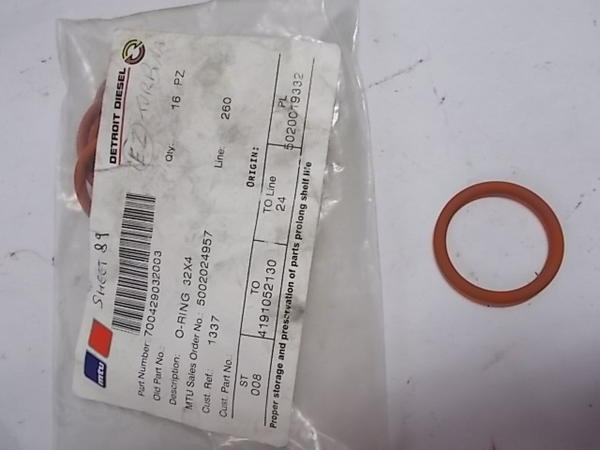 mtu
DETROIT DIESEL
SHEET 89
Part Number: 700429032003
Old Part No.:
Qty: 16 PZ
Description: O-RING 32X4
MTU Sales Order No.: 5002024957
Line: 260
Cust. Ref.: 1337
Cust. Part No.:
ORIGIN:
ST TO TO Line PL
008 4191052130 24 5020019332
Proper storage and preservation of parts prolong shelf life